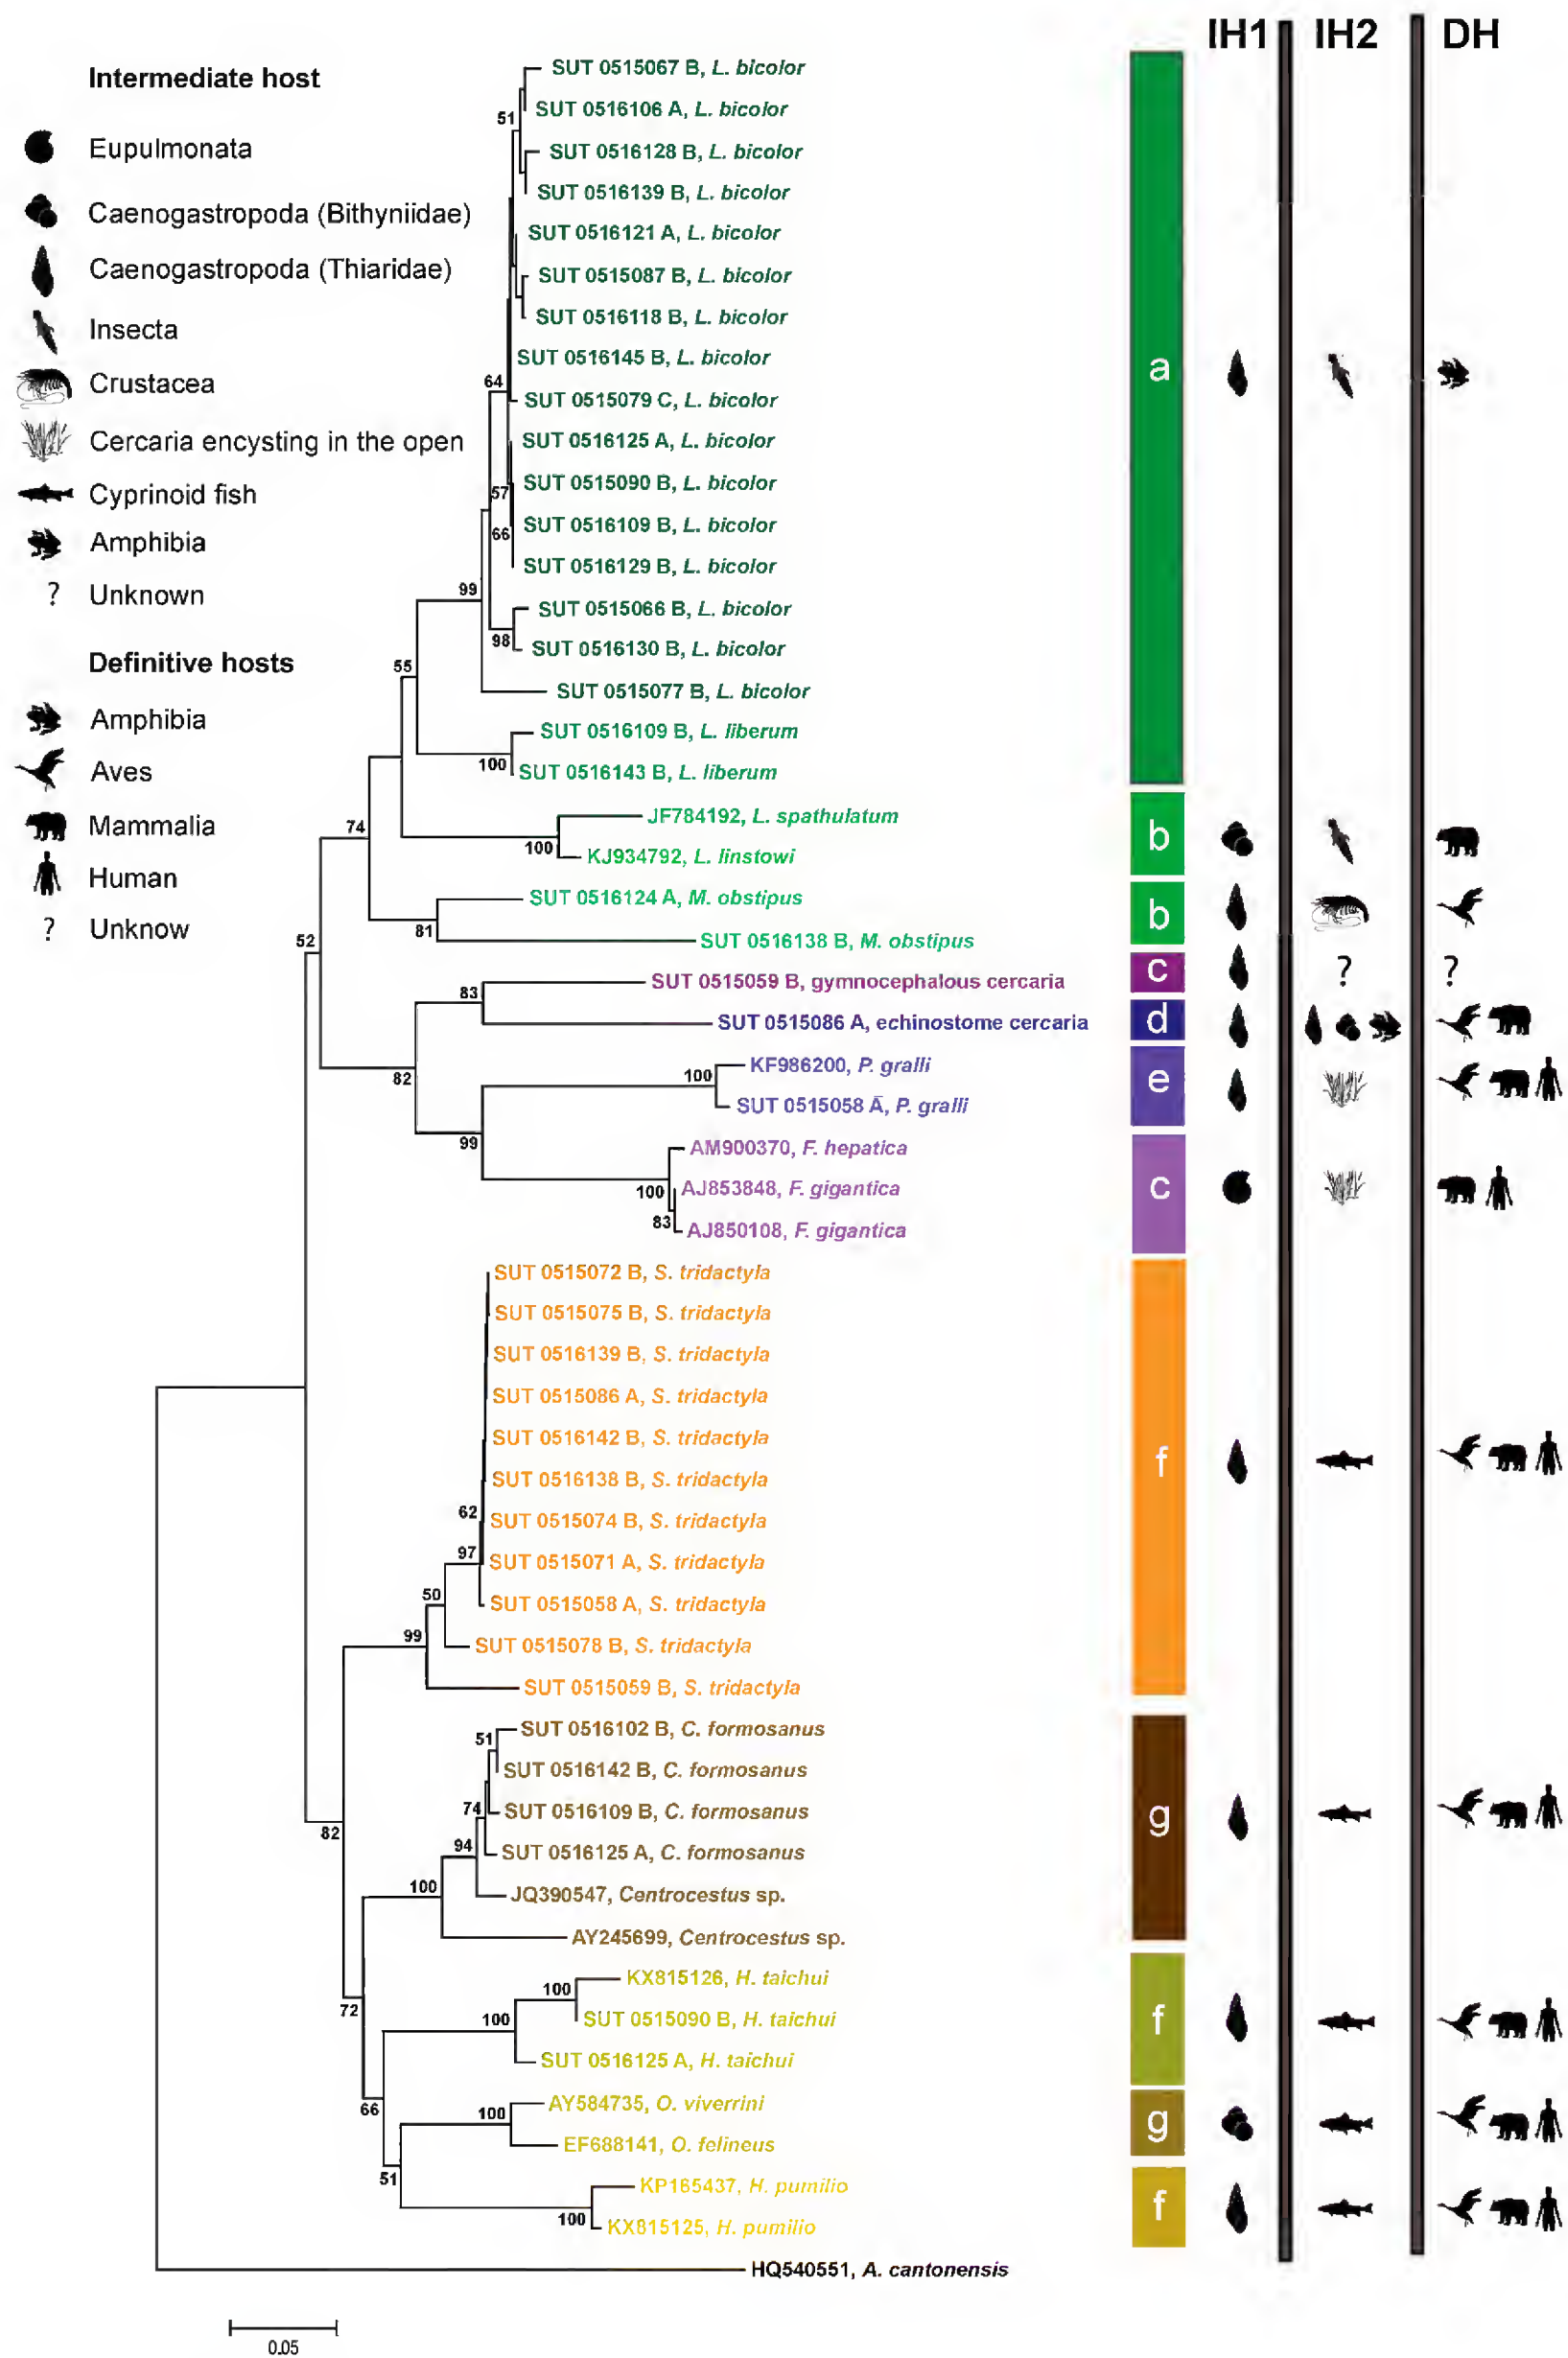 IH1 IH2 DH
Intermediate host
Eupulmonata
Caenogastropoda (Bithyniidae)
Caenogastropoda (Thiaridae)
Insecta
Crustacea
Cercaria encysting in the open
Cyprinoid fish
Amphibia
? Unknown
Definitive hosts
Amphibia
Aves
Mammalia
Human
? Unknow
SUT 0515067 B, L. bicolor
51
SUT 0516106 A, L. bicolor
SUT 0516128 B, L. bicolor
SUT 0516139 B, L. bicolor
SUT 0516121 A, L. bicolor
SUT 0515087 B, L. bicolor
SUT 0516118 B, L. bicolor
SUT 0516145 B, L. bicolor
a
64
SUT 0515079 C, L. bicolor
SUT 0516125 A, L. bicolor
SUT 0515090 B, L. bicolor
57
SUT 0516109 B, L. bicolor
66
SUT 0516129 B, L. bicolor
99
SUT 0515066 B, L. bicolor
98
SUT 0516130 B, L. bicolor
55
SUT 0515077 B, L. bicolor
SUT 0516109 B, L. liberum
100
SUT 0516143 B, L. liberum
JF784192, L. spathulatum
74
b
100
KJ934792, L. linstowi
SUT 0516124 A, M. obstipus
b
81
SUT 0516138 B, M. obstipus
52
SUT 0515059 B, gymnocephalous cercaria
c ? ?
83
SUT 0515086 A, echinostome cercaria
d
KF986200, P. gralli
82
100
e
SUT 0515058 A, P. gralli
99
AM900370, F. hepatica
100
AJ853848, F. gigantica
c
83
AJ850108, F. gigantica
SUT 0515072 B, S. tridactyla
SUT 0515075 B, S. tridactyla
SUT 0516139 B, S. tridactyla
SUT 0515086 A, S. tridactyla
SUT 0516142 B, S. tridactyla
f
SUT 0516138 B, S. tridactyla
62
SUT 0515074 B, S. tridactyla
97
SUT 0515071 A, S. tridactyla
50
SUT 0515058 A, S. tridactyla
99
SUT 0515078 B, S. tridactyla
SUT 0515059 B, S. tridactyla
SUT 0516102 B, C. formosanus
51
SUT 0516142 B, C. formosanus
74
SUT 0516109 B, C. formosanus
g
82
94
SUT 0516125 A, C. formosanus
100
JQ390547, Centrocestus sp.
AY245699, Centrocestus sp.
KX815126, H. taichui
100
72
100
SUT 0515090 B, H. taichui
f
SUT 0516125 A, H. taichui
66
AY584735, O. viverrini
100
g
EF688141, O. felineus
51
KP165437, H. pumilio
f
100
KX815125, H. pumilio
HQ540551, A. cantonensis
0.05